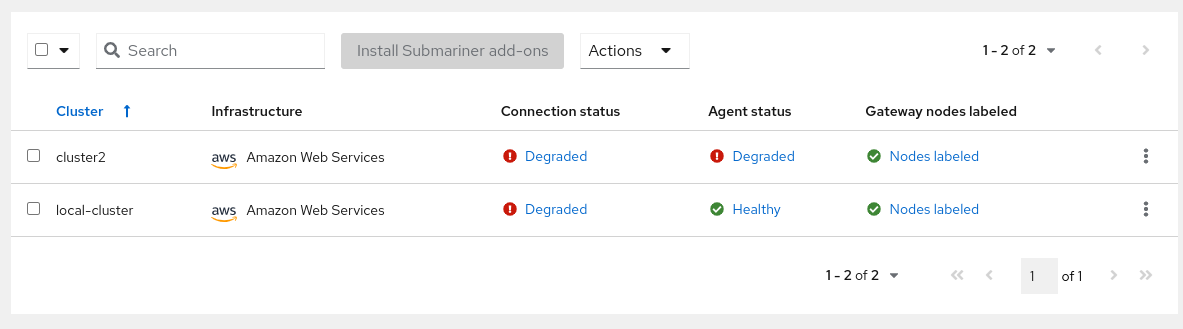 Search Install Submariner add-ons Actions 1 - 2 of 2
Cluster Infrastructure Connection status Agent status Gateway nodes labeled
cluster2 aws Amazon Web Services Degraded Degraded Nodes labeled
local-cluster aws Amazon Web Services Degraded Healthy Nodes labeled
1 - 2 of 2 1 of 1